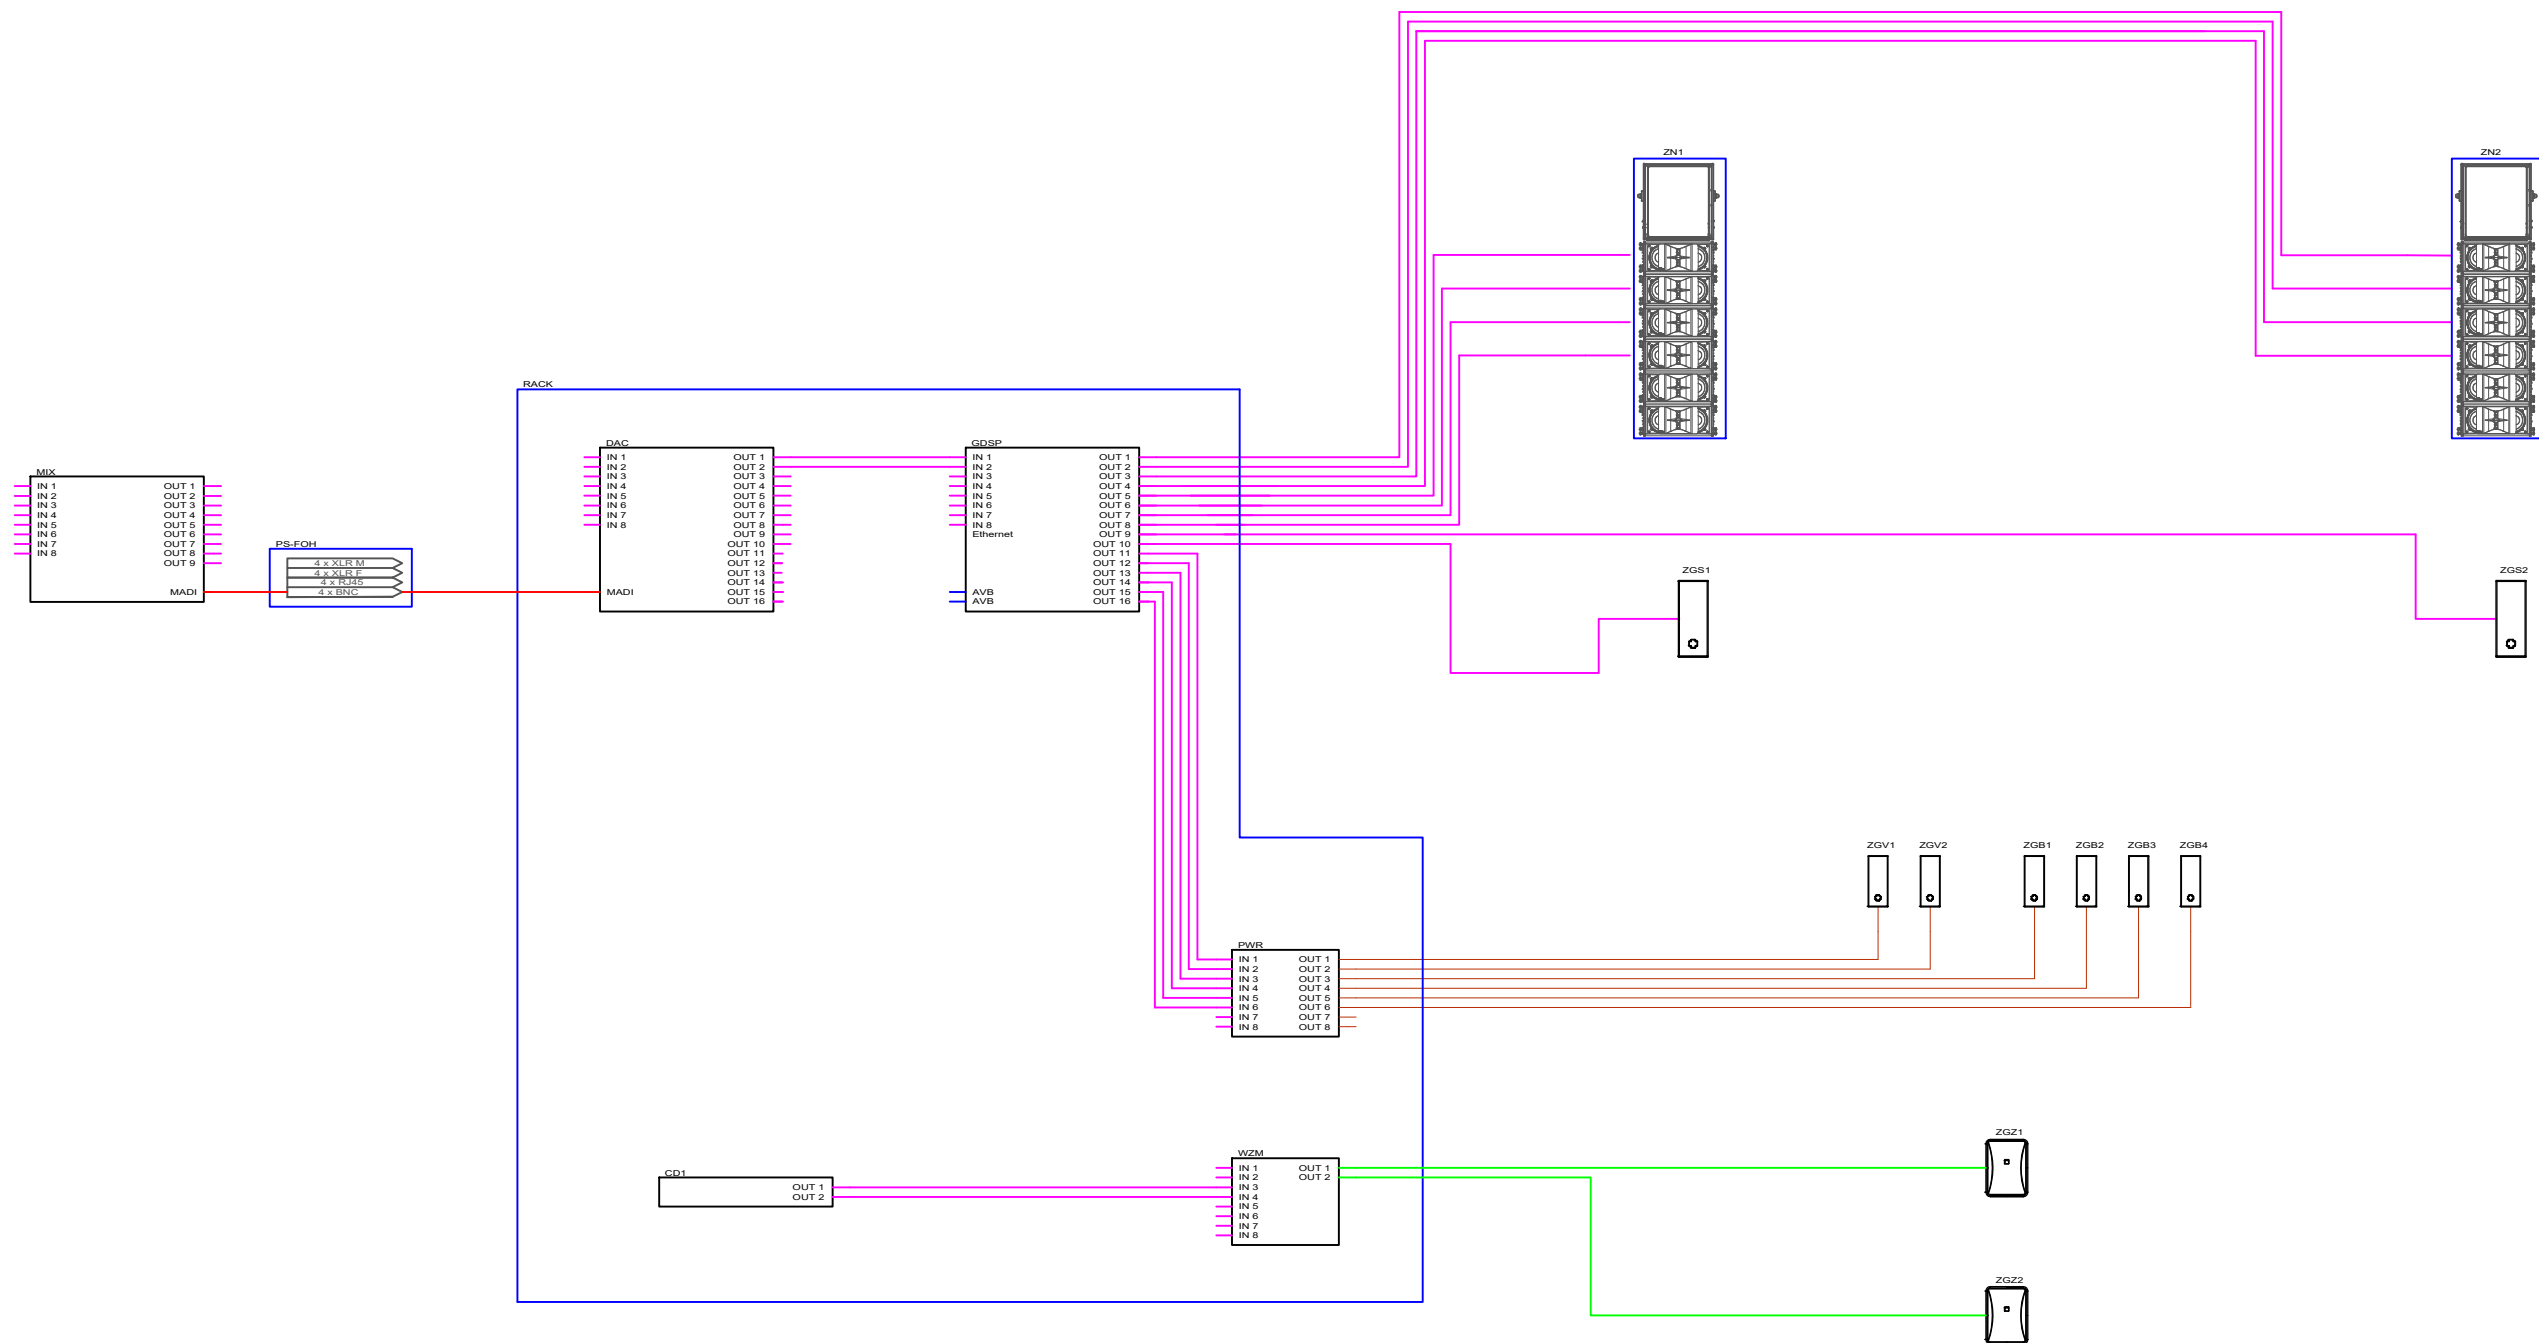 ZN1
ZN2
RACK
DAC
IN 1
IN 2
IN 3
IN 4
IN 5
IN 6
IN 7
IN 8
MADI
OUT 1
OUT 2
OUT 3
OUT 4
OUT 5
OUT 6
OUT 7
OUT 8
OUT 9
OUT 10
OUT 11
OUT 12
OUT 13
OUT 14
OUT 15
OUT 16
GDSP
IN 1
IN 2
IN 3
IN 4
IN 5
IN 6
IN 7
IN 8
Ethernet
AVB
AVB
OUT 1
OUT 2
OUT 3
OUT 4
OUT 5
OUT 6
OUT 7
OUT 8
OUT 9
OUT 10
OUT 11
OUT 12
OUT 13
OUT 14
OUT 15
OUT 16
MIX
IN 1
IN 2
IN 3
IN 4
IN 5
IN 6
IN 7
IN 8
OUT 1
OUT 2
OUT 3
OUT 4
OUT 5
OUT 6
OUT 7
OUT 8
OUT 9
MADI
PS-FOH
4 x XLR M
4 x XLR F
4 x RJ45
4 x BNC
ZGS1
ZGS2
ZGV1
ZGV2
ZGB1
ZGB2
ZGB3
ZGB4
PWR
IN 1
IN 2
IN 3
IN 4
IN 5
IN 6
IN 7
IN 8
OUT 1
OUT 2
OUT 3
OUT 4
OUT 5
OUT 6
OUT 7
OUT 8
CD1
OUT 1
OUT 2
WZM
IN 1
IN 2
IN 3
IN 4
IN 5
IN 6
IN 7
IN 8
OUT 1
OUT 2
ZGZ1
ZGZ2